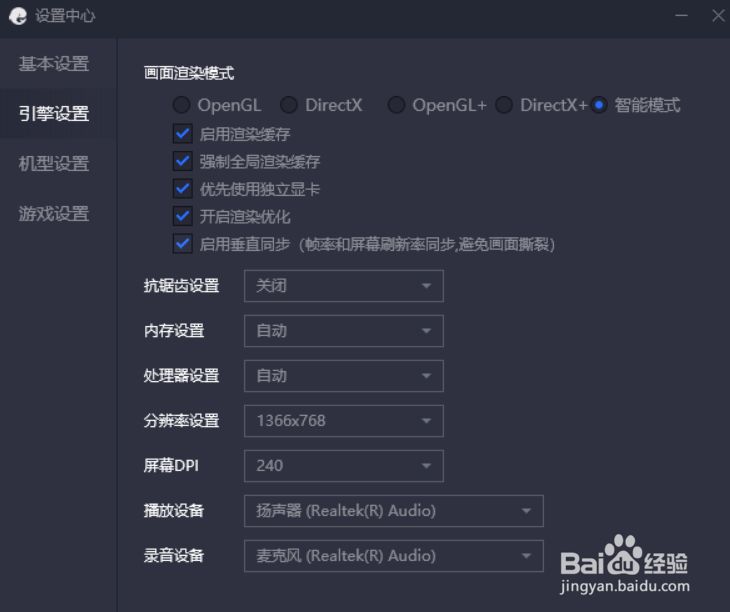 设置中心
基本设置
引擎设置
机型设置
游戏设置
画面渲染模式
OpenGL DirectX OpenGL+ DirectX+ 智能模式
启用渲染缓存
强制全局渲染缓存
优先使用独立显卡
开启渲染优化
启用垂直同步（帧率和屏幕刷新率同步,避免画面撕裂）
抗锯齿设置 关闭
内存设置 自动
处理器设置 自动
分辨率设置 1366x768
屏幕DPI 240
播放设备 扬声器 (Realtek(R) Audio)
录音设备 麦克风 (Realtek(R) Audio)
Baidu经验
jingyan.baidu.com